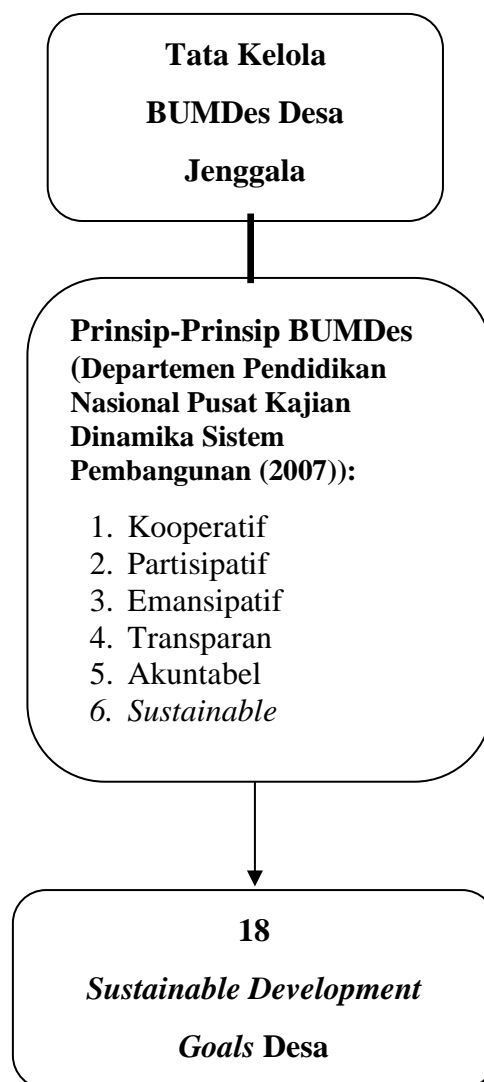 Tata Kelola
BUMDes Desa
Jenggala
Prinsip-Prinsip BUMDes
(Departemen Pendidikan
Nasional Pusat Kajian
Dinamika Sistem
Pembangunan (2007)):
1. Kooperatif
2. Partisipatif
3. Emansipatif
4. Transparan
5. Akuntabel
6. Sustainable
18
Sustainable Development
Goals Desa